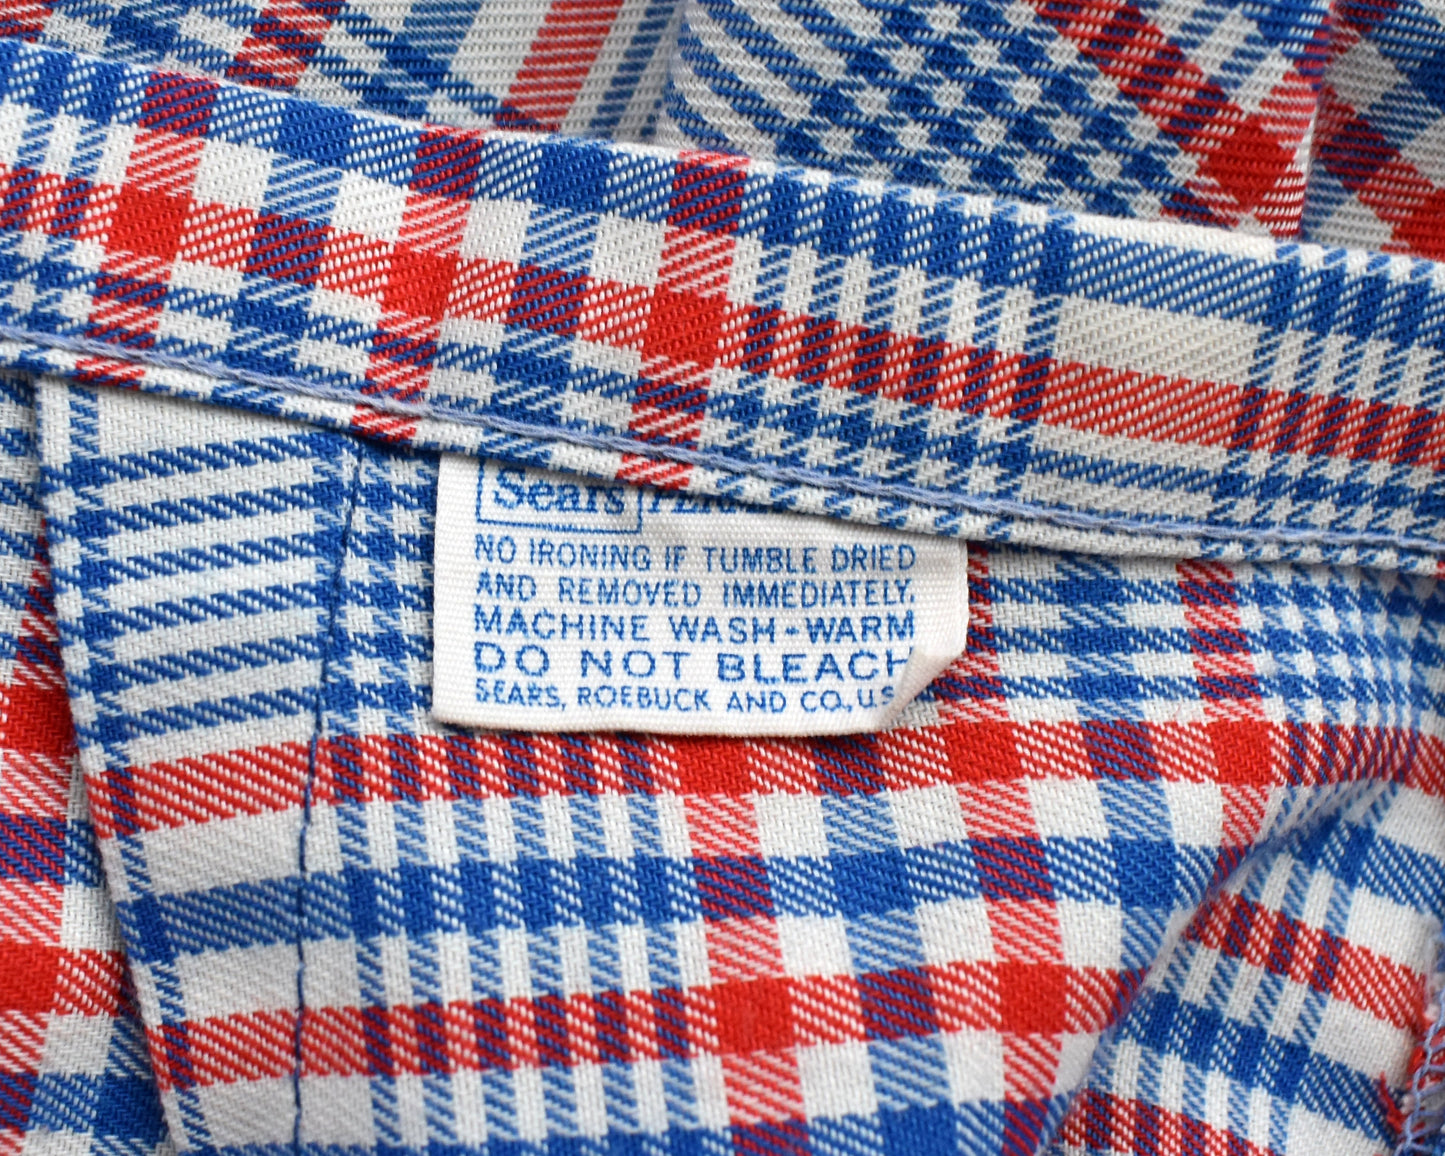 Sears
NO IRONING IF TUMBLE DRIED
AND REMOVED IMMEDIATELY.
MACHINE WASH-WARM
DO NOT BLEACH
SEARS, ROEBUCK AND CO., U.S.